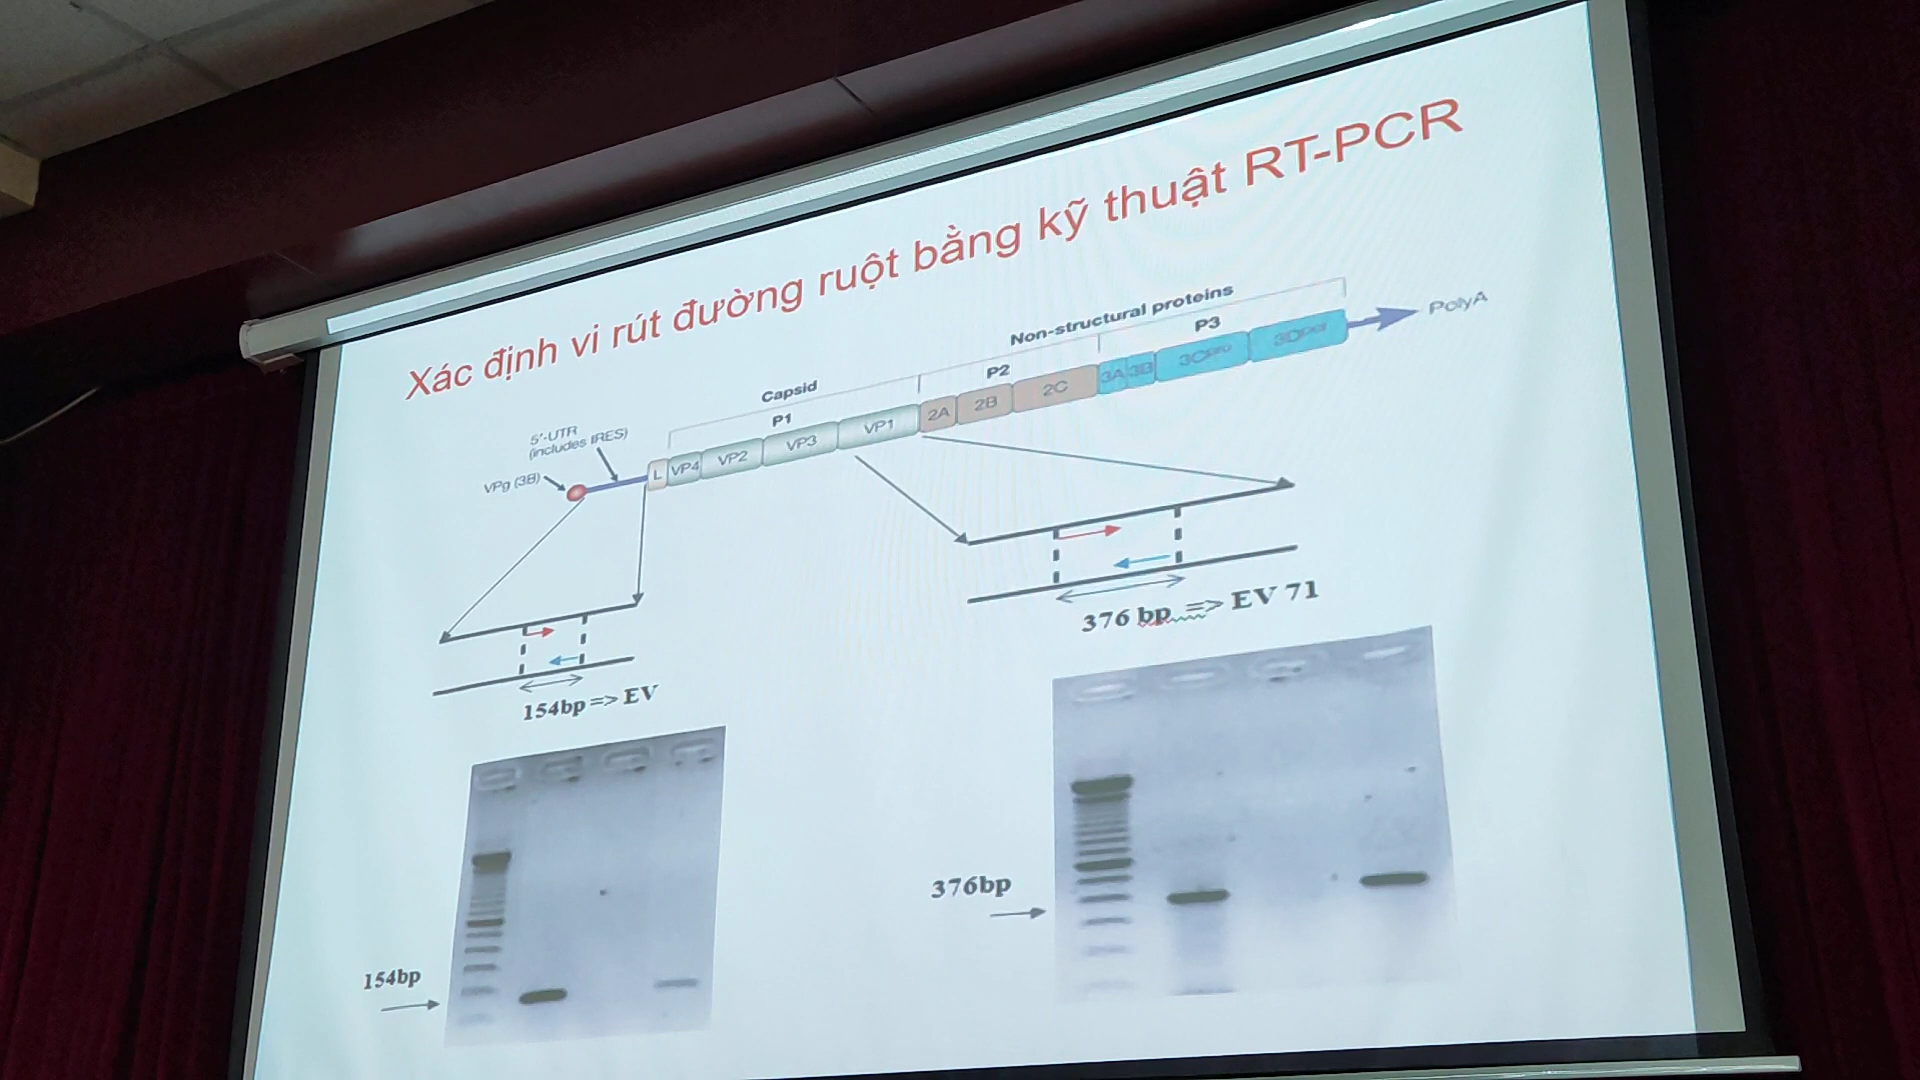 Xác định vi rút đường ruột bằng kỹ thuật RT-PCR
Non-structural proteins
Capsid
P1
P2
P3
PolyA
5'-UTR
(includes IRES)
VPg (3B)
L
VP4
VP2
VP3
VP1
2A
2B
2C
3A
3B
3Cpro
3Dpol
376 bp => EV 71
154bp => EV
376bp
154bp